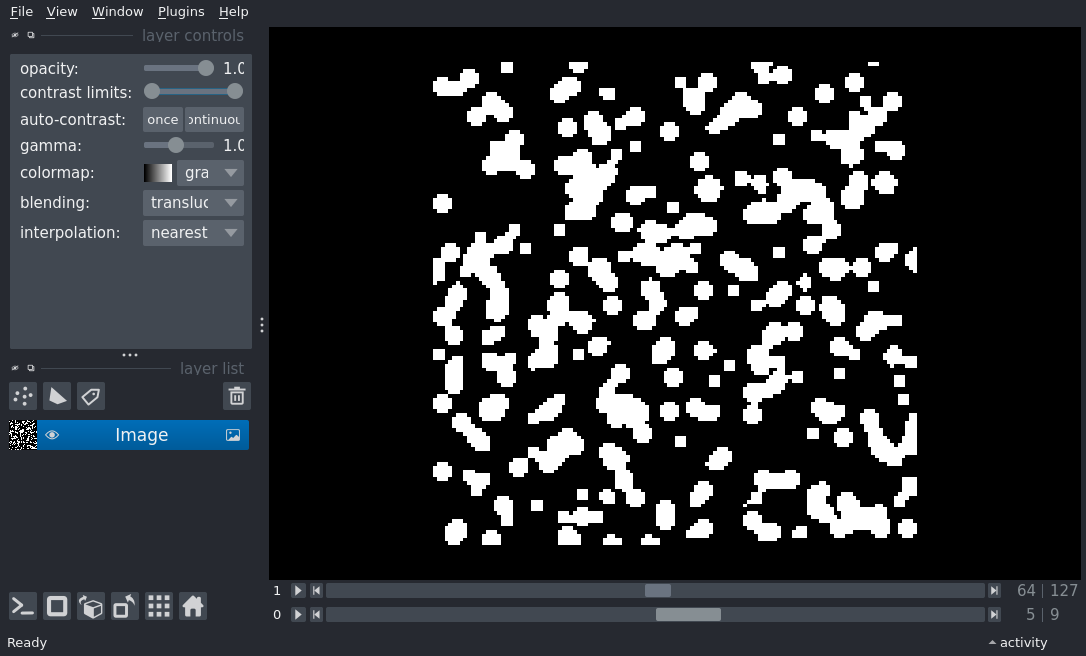 File View Window Plugins Help
layer controls
opacity: 1.0
contrast limits:
auto-contrast: once ontinuou
gamma: 1.0
colormap: gra
blending: transluc
interpolation: nearest
layer list
Image
1 64 127
0 5 9
Ready activity